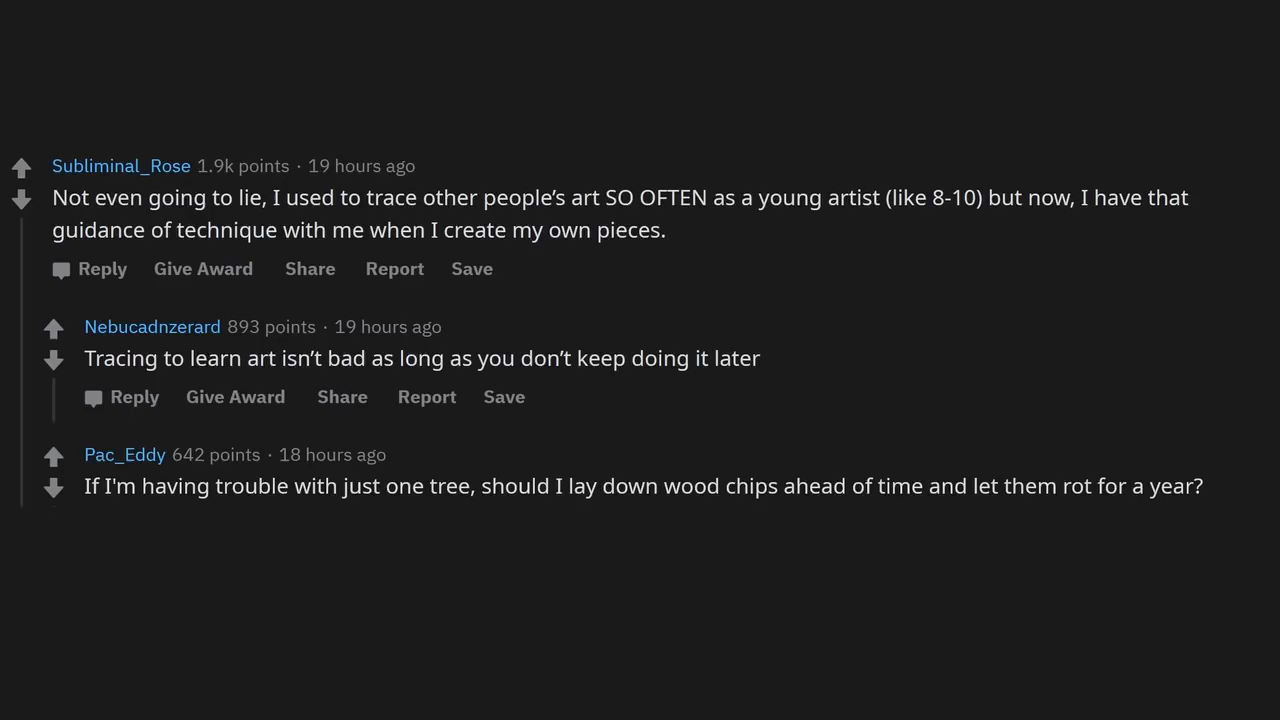 Subliminal_Rose 1.9k points · 19 hours ago
Not even going to lie, I used to trace other people’s art SO OFTEN as a young artist (like 8-10) but now, I have that
guidance of technique with me when I create my own pieces.
Reply Give Award Share Report Save
Nebucadnzerard 893 points · 19 hours ago
Tracing to learn art isn’t bad as long as you don’t keep doing it later
Reply Give Award Share Report Save
Pac_Eddy 642 points · 18 hours ago
If I'm having trouble with just one tree, should I lay down wood chips ahead of time and let them rot for a year?